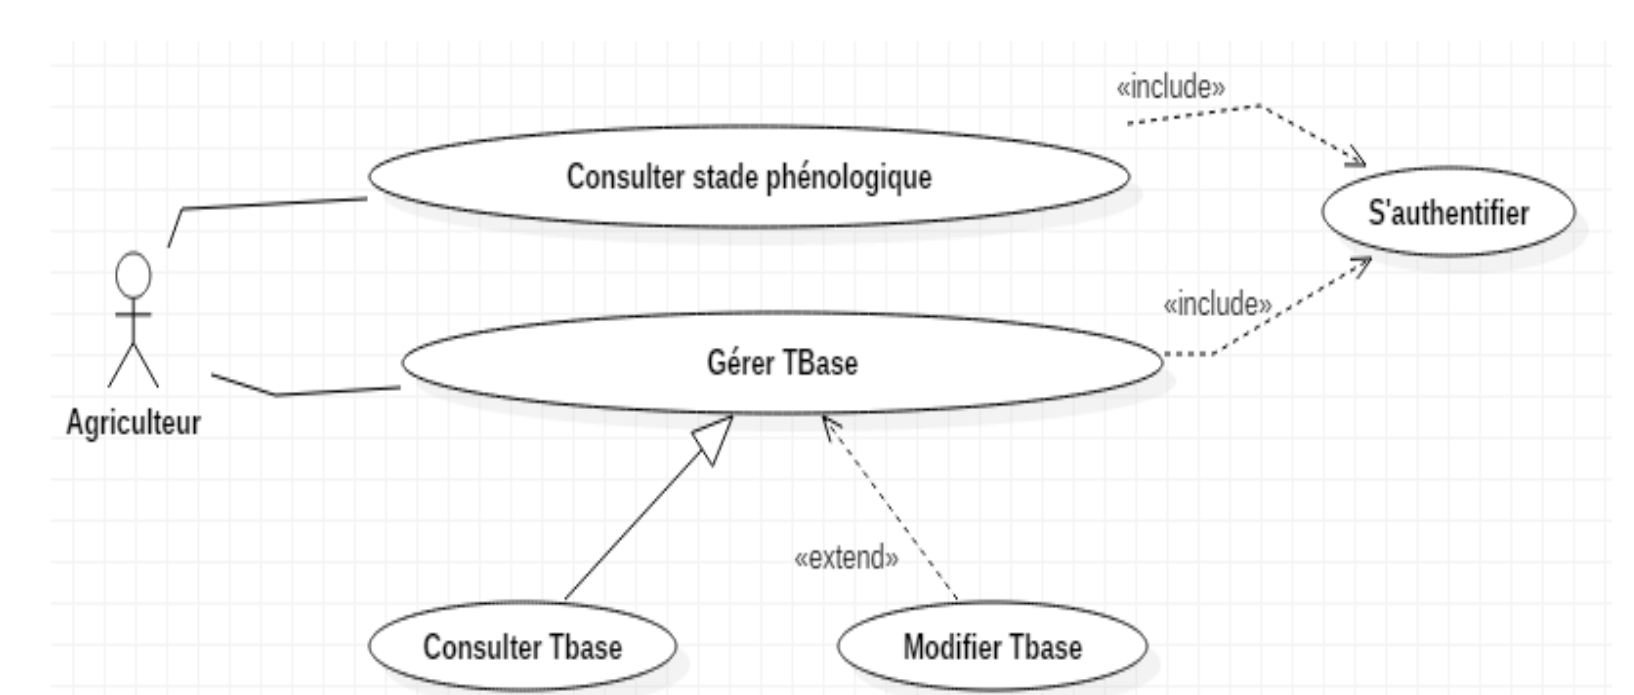 «include»
Consulter stade phénologique
S'authentifier
«include»
Gérer TBase
Agriculteur
«extend»
Consulter Tbase
Modifier Tbase